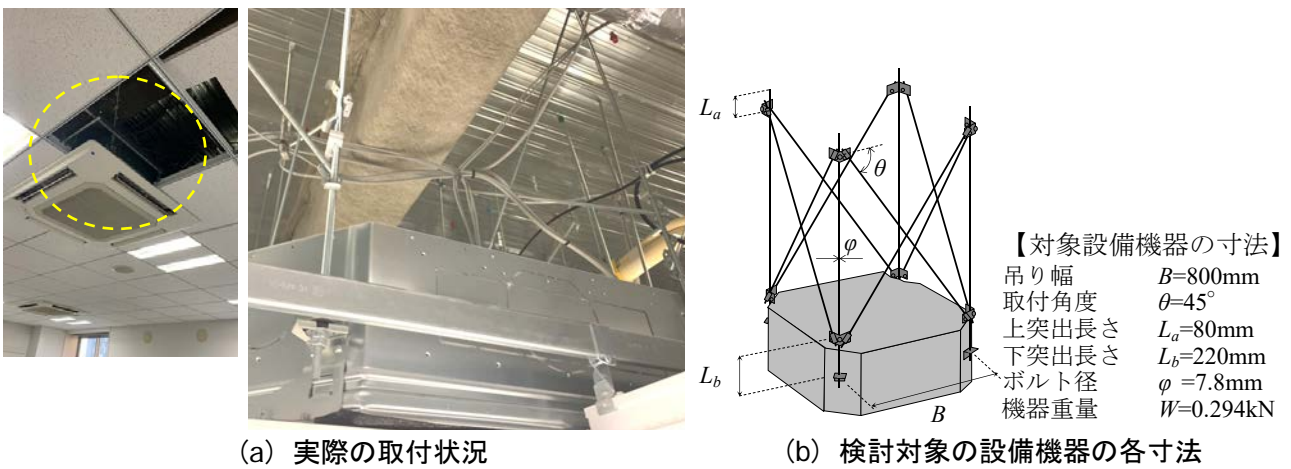 L_a
θ
φ
L_b
B
【対象設備機器の寸法】
吊り幅 B=800mm
取付角度 θ=45°
上突出長さ L_a=80mm
下突出長さ L_b=220mm
ボルト径 φ =7.8mm
機器重量 W=0.294kN
(a) 実際の取付状況
(b) 検討対象の設備機器の各寸法